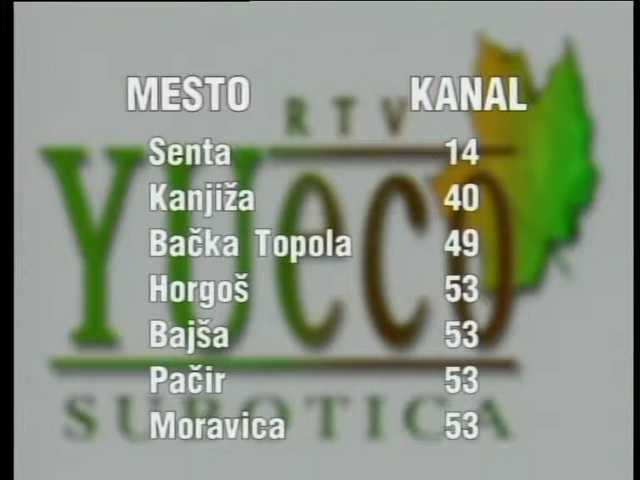 MESTO KANAL
RTV
Senta 14
Kanjiža 40
Bačka Topola 49
YUeco
Horgoš 53
Bajša 53
Pačir 53
SUBOTICA
Moravica 53